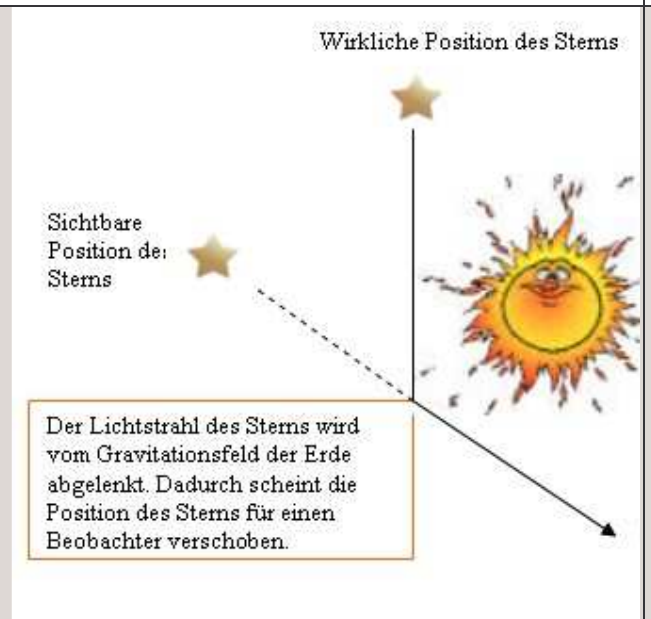 Wirkliche Position des Sterns
Sichtbare
Position des
Sterns
Der Lichtstrahl des Sterns wird
vom Gravitationsfeld der Erde
abgelenkt. Dadurch scheint die
Position des Sterns für einen
Beobachter verschoben.